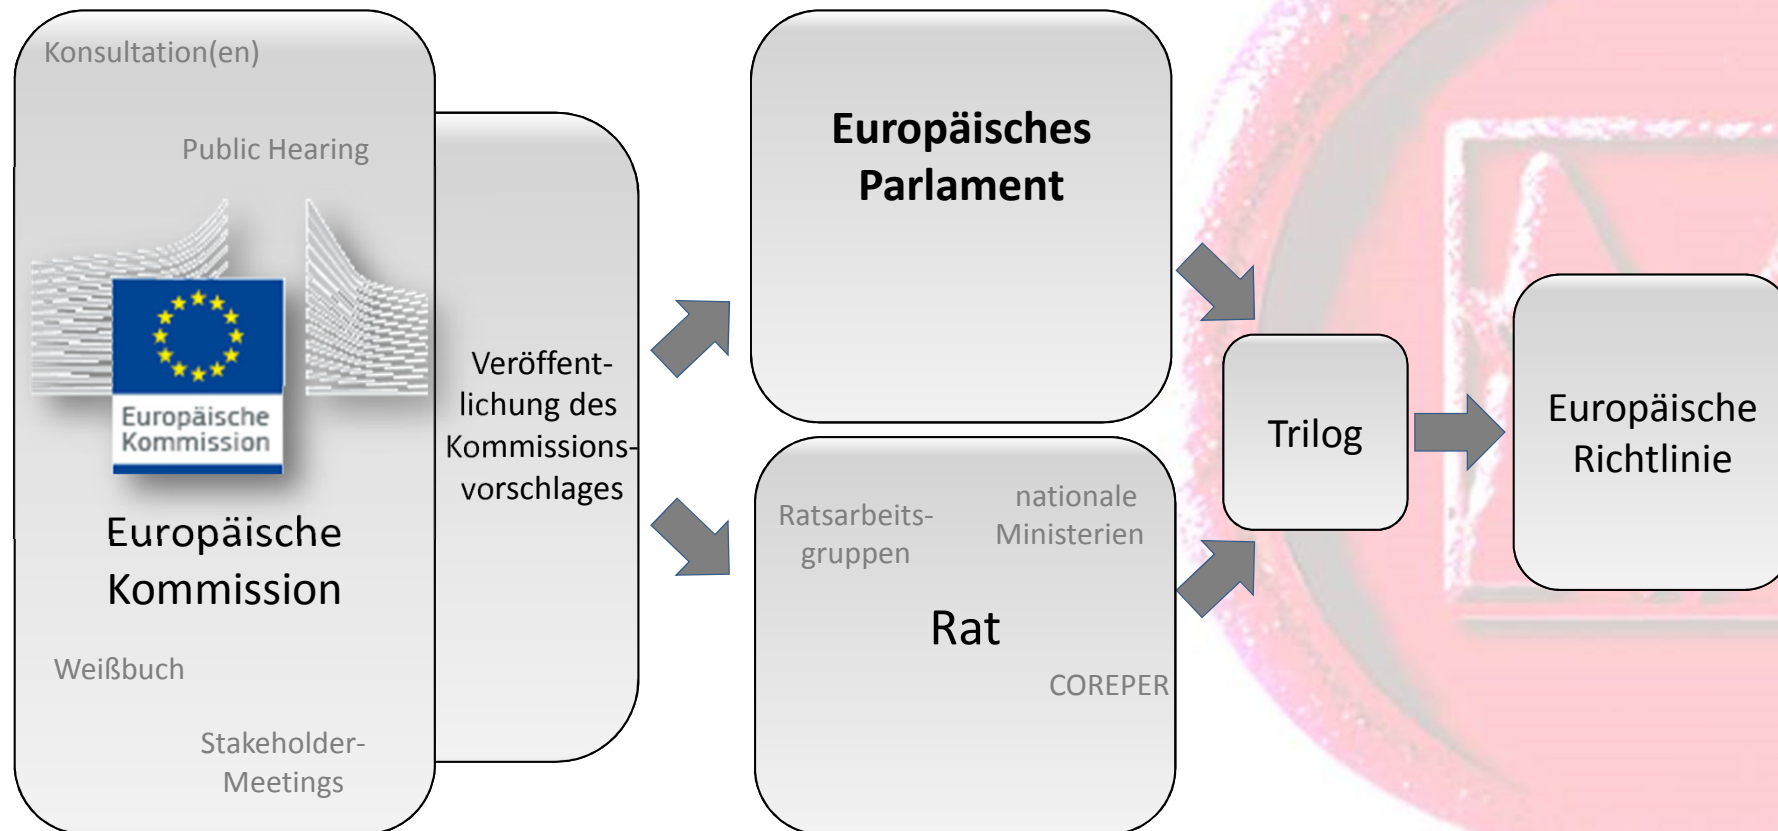 Konsultation(en)
Public Hearing
Europäische
Kommission
Europäische
Kommission
Weißbuch
Stakeholder-
Meetings
Veröffent-
lichung des
Kommissions-
vorschlages
Europäisches
Parlament
Ratsarbeits-
gruppen
nationale
Ministerien
Rat
COREPER
Trilog
Europäische
Richtlinie